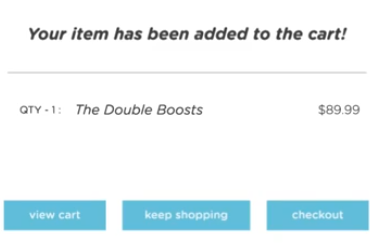 Your item has been added to the cart!
QTY - 1: The Double Boosts $89.99
view cart keep shopping checkout